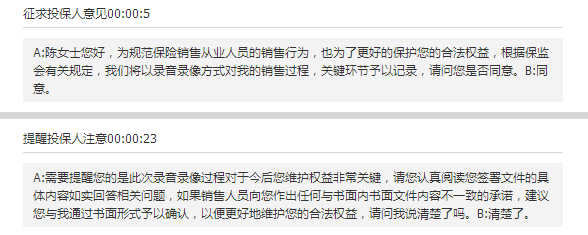 征求投保人意见00:00:5
A:陈女士您好，为规范保险销售从业人员的销售行为，也为了更好的保护您的合法权益，根据保监
会有关规定，我们将以录音录像方式对我的销售过程，关键环节予以记录，请问您是否同意。B:同
意。
提醒投保人注意00:00:23
A:需要提醒您的是此次录音录像过程对于今后您维护权益非常关键，请您认真阅读您签署文件的具
体内容如实回答相关问题，如果销售人员向您作出任何与书面内书面文件内容不一致的承诺，建议
您与我通过书面形式予以确认，以便更好地维护您的合法权益，请问我说清楚了吗。B:清楚了。